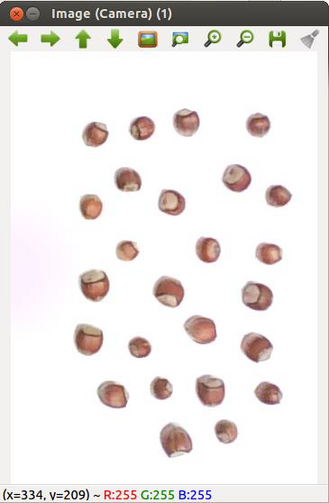 Image (Camera) (1)
(x=334, y=209) ~ R:255 G:255 B:255